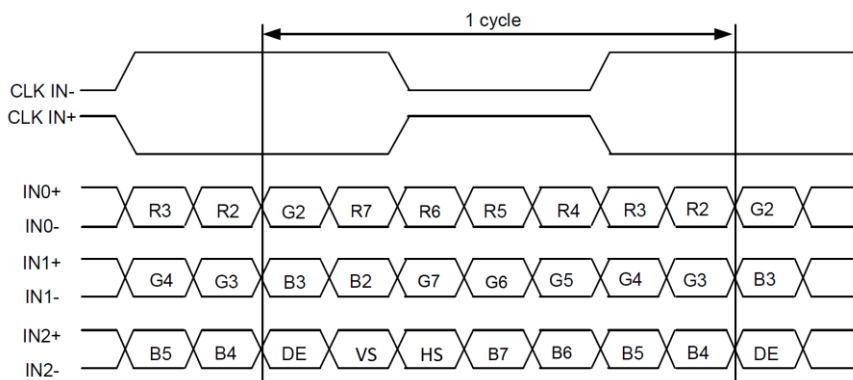 1 cycle
CLK IN-
CLK IN+
IN0+
R3 R2 G2 R7 R6 R5 R4 R3 R2 G2
IN0-
IN1+
G4 G3 B3 B2 G7 G6 G5 G4 G3 B3
IN1-
IN2+
B5 B4 DE VS HS B7 B6 B5 B4 DE
IN2-